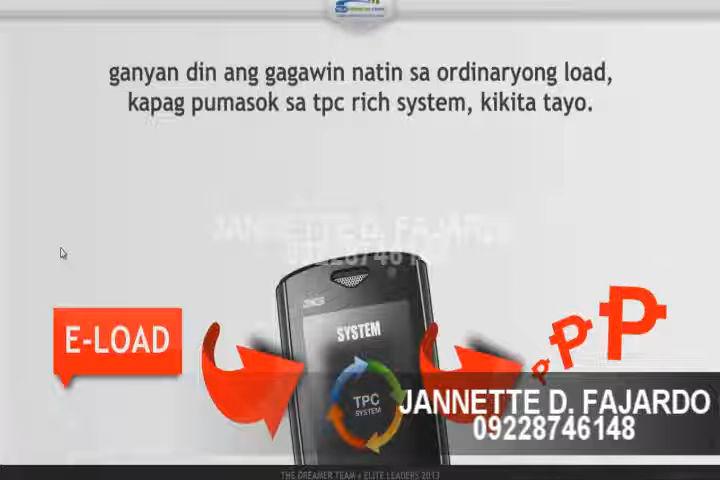 ganyan din ang gagawin natin sa ordinaryong load,
kapag pumasok sa tpc rich system, kikita tayo.
JANNETTE D. FAJARDO
E-LOAD
SYSTEM
TPC
SYSTEM
JANNETTE D. FAJARDO
09228746148
THE DREAMER TEAM • ELITE LEADERS 2013